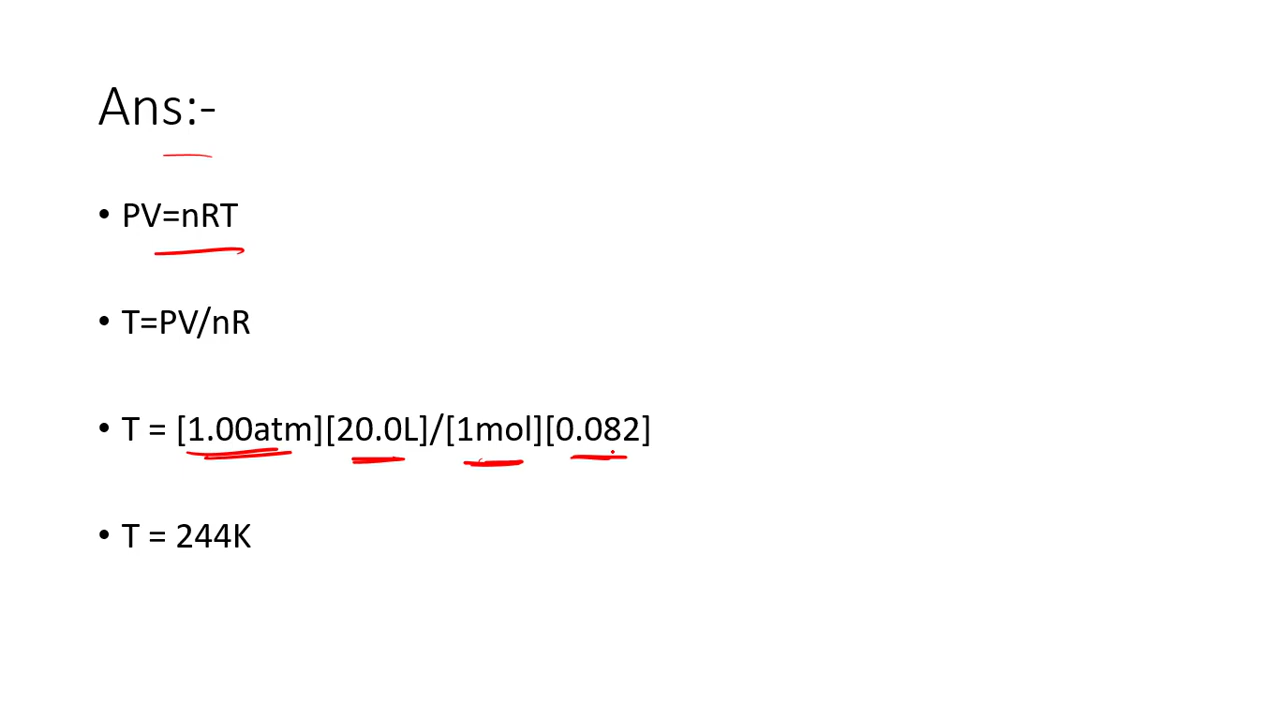 Ans:-
• PV=nRT
• T=PV/nR
• T = [1.00atm][20.0L]/[1mol][0.082]
• T = 244K